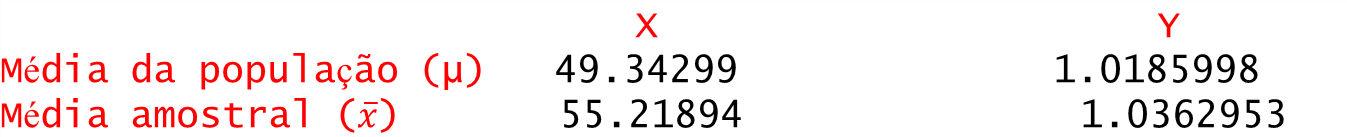 X Y
Média da população (μ) 49.34299 1.0185998
Média amostral (x̄) 55.21894 1.0362953